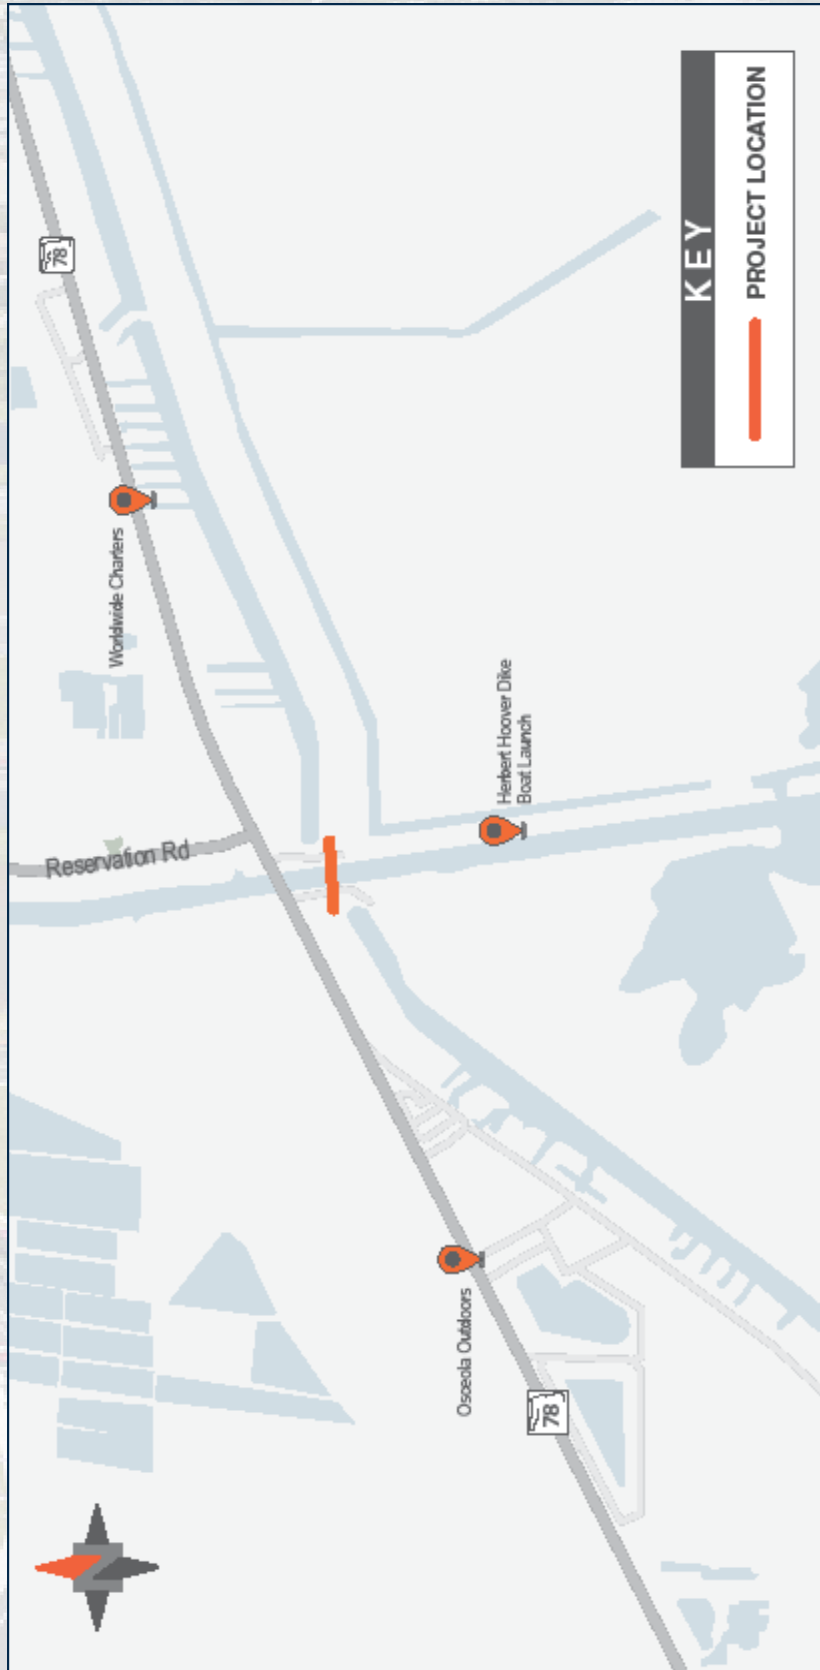 KEY
PROJECT LOCATION
78
Worldwide Charters
Reservation Rd
Herbert Hoover Dike
Boat Launch
Osceola Outdoors
78
N